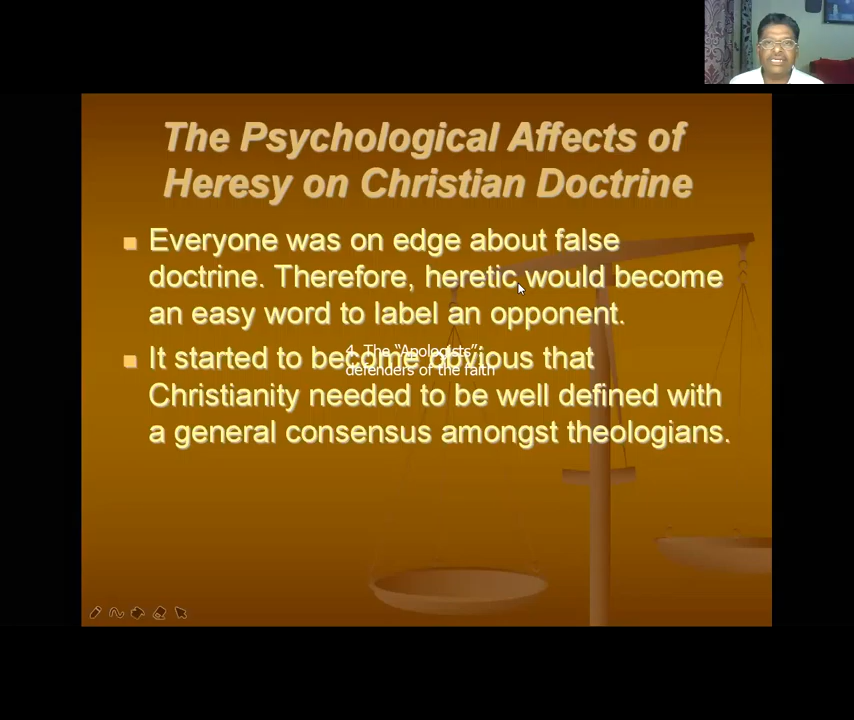 The Psychological Affects of
Heresy on Christian Doctrine
Everyone was on edge about false
doctrine. Therefore, heretic would become
an easy word to label an opponent.
It started to become obvious that
Christianity needed to be well defined with
a general consensus amongst theologians.
4. The “Apologists”
defenders of the faith